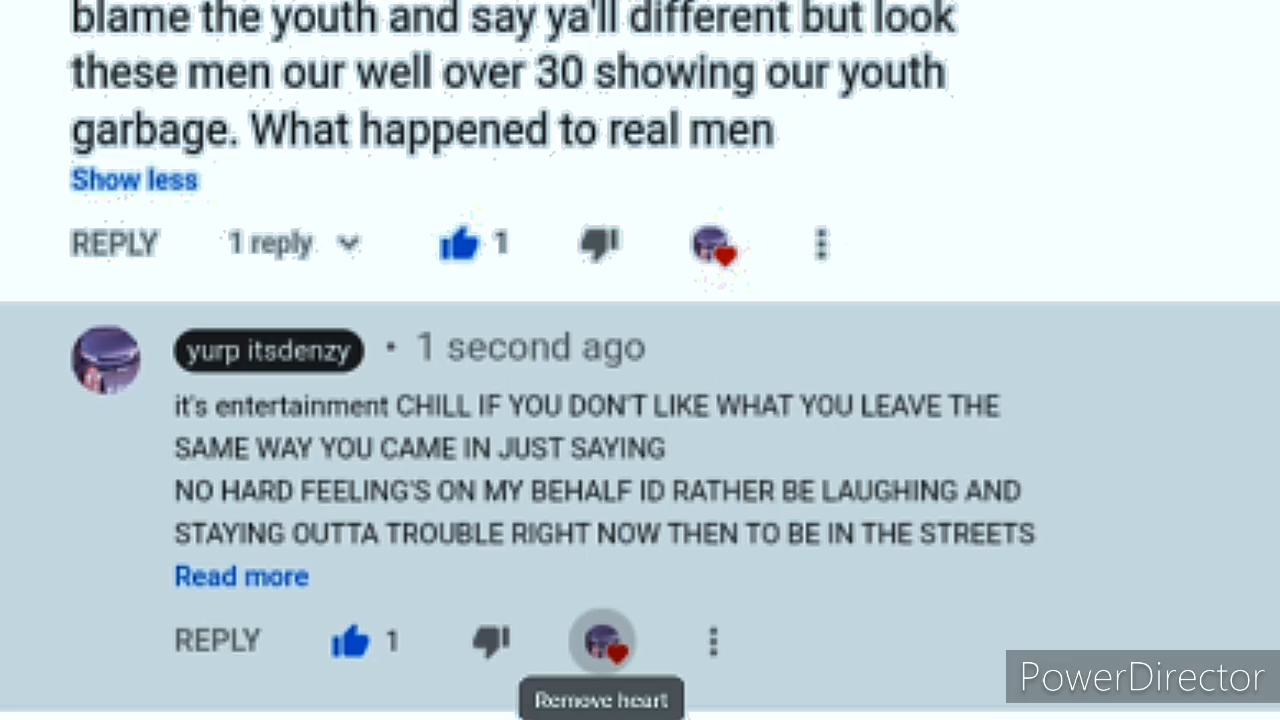 blame the youth and say ya'll different but look
these men our well over 30 showing our youth
garbage. What happened to real men
Show less
REPLY 1 reply 1
yurp itsdenzy • 1 second ago
it's entertainment CHILL IF YOU DON'T LIKE WHAT YOU LEAVE THE
SAME WAY YOU CAME IN JUST SAYING
NO HARD FEELING'S ON MY BEHALF ID RATHER BE LAUGHING AND
STAYING OUTTA TROUBLE RIGHT NOW THEN TO BE IN THE STREETS
Read more
REPLY 1
Remove heart
PowerDirector